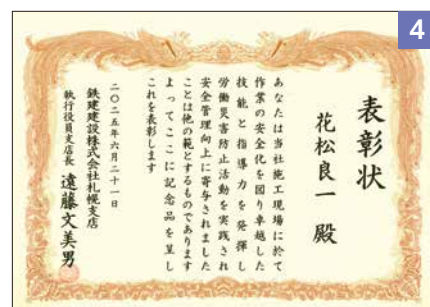 4
表彰状
花松良一 殿
あなたは当社施工現場に於て
作業の安全化を図り卓越した
技能と指導力を発揮し
労働災害防止活動を実践され
安全管理向上に寄与されました
ことは他の範とするものであります
よってここに記念品を呈し
これを表彰します
二〇二五年六月二十一日
鉄建建設株式会社札幌支店
執行役員支店長 遠藤文美男